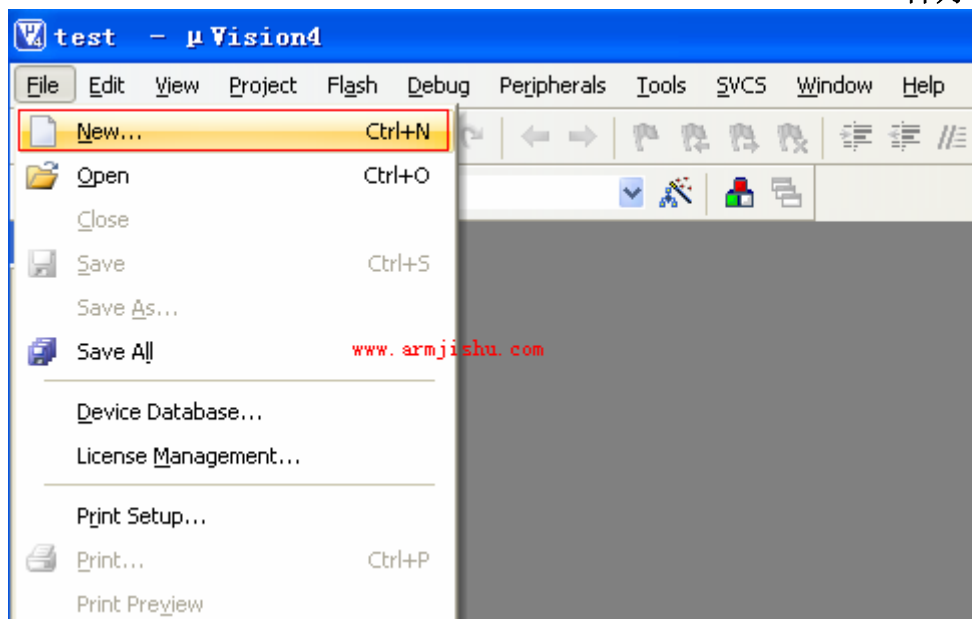 test - μVision4
File Edit View Project Flash Debug Peripherals Tools SVCS Window Help
New... Ctrl+N
Open Ctrl+O
Close
Save Ctrl+S
Save As...
Save All
www.armjishu.com
Device Database...
License Management...
Print Setup...
Print... Ctrl+P
Print Preview